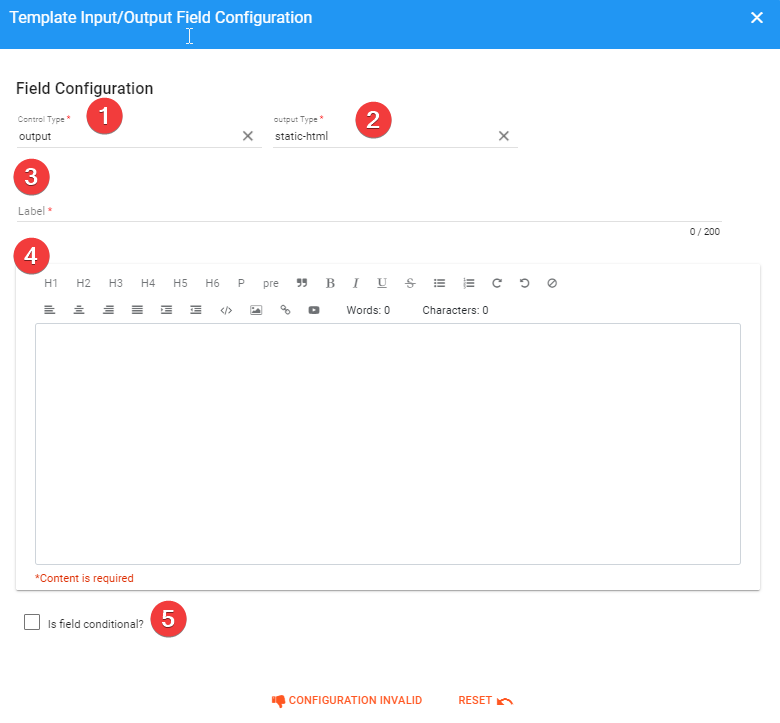 Template Input/Output Field Configuration
Field Configuration
Control Type *
1
output Type *
2
output
static-html
3
Label *
0 / 200
4
H1 H2 H3 H4 H5 H6 P pre B I U S
Words: 0 Characters: 0
*Content is required
Is field conditional?
5
CONFIGURATION INVALID
RESET